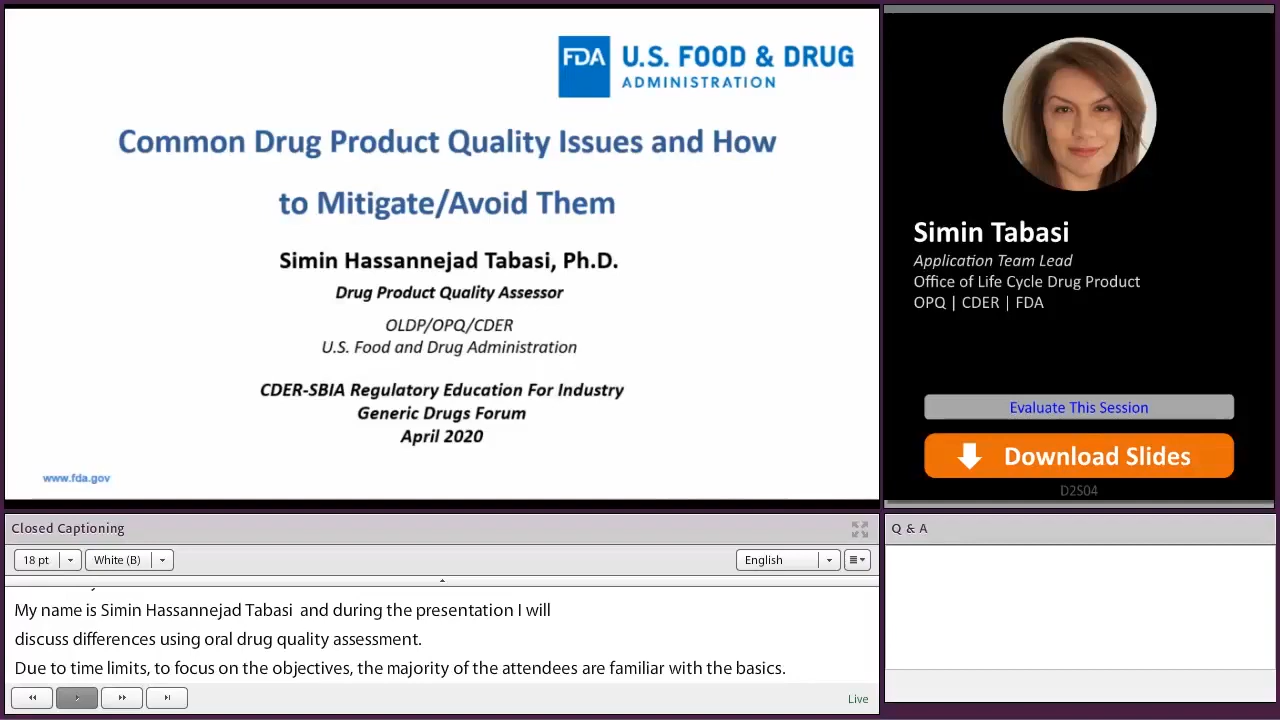 FDA U.S. FOOD & DRUG
ADMINISTRATION
Common Drug Product Quality Issues and How
to Mitigate/Avoid Them
Simin Hassannejad Tabasi, Ph.D.
Drug Product Quality Assessor
OLDP/OPQ/CDER
U.S. Food and Drug Administration
CDER-SBIA Regulatory Education For Industry
Generic Drugs Forum
April 2020
www.fda.gov
Simin Tabasi
Application Team Lead
Office of Life Cycle Drug Product
OPQ | CDER | FDA
Evaluate This Session
Download Slides
D2S04
Closed Captioning
18 pt
White (B)
English
My name is Simin Hassannejad Tabasi and during the presentation I will
discuss differences using oral drug quality assessment.
Due to time limits, to focus on the objectives, the majority of the attendees are familiar with the basics.
Live
Q & A